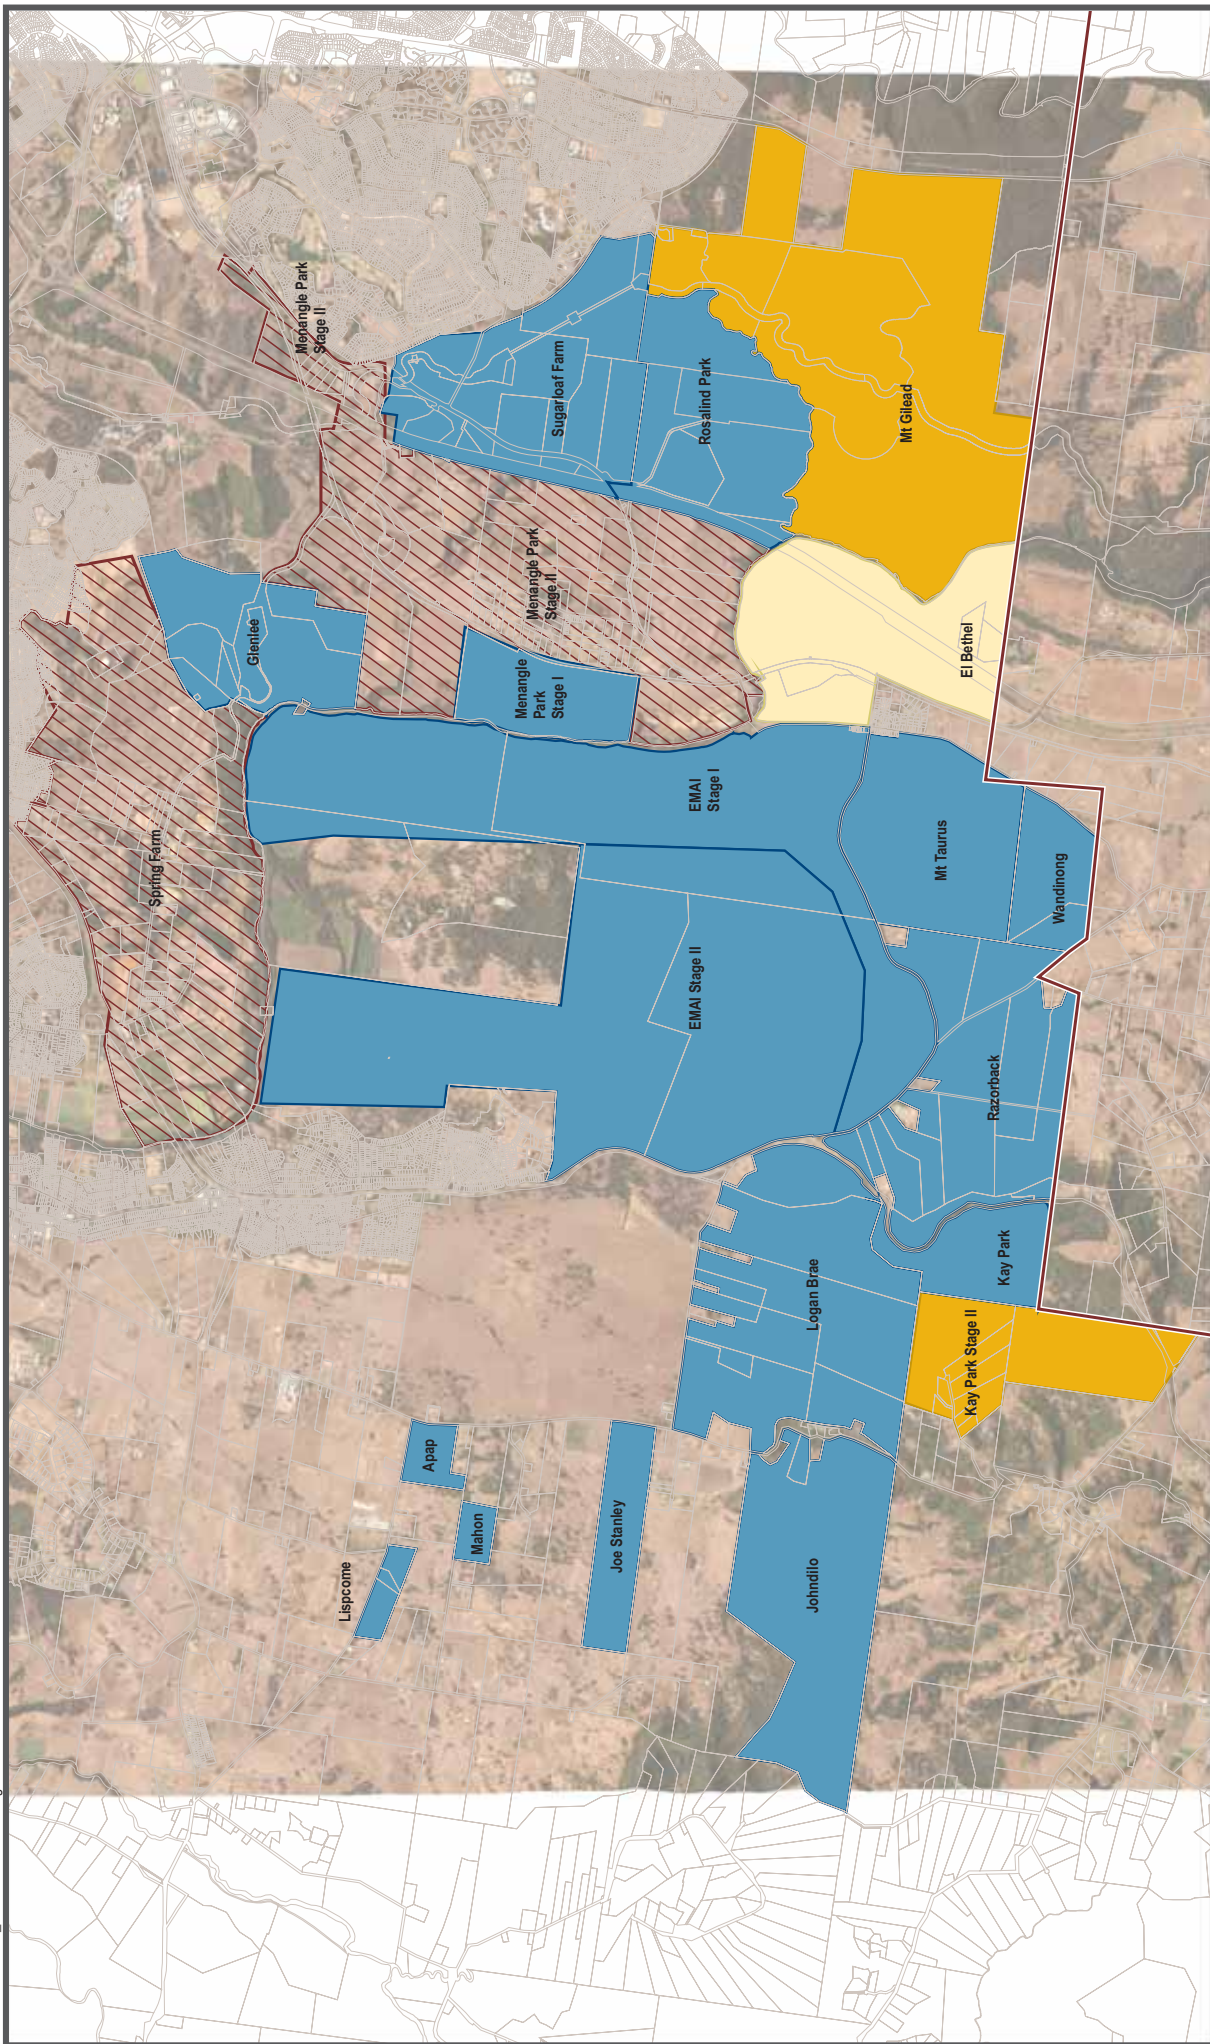 Menangle Park
Stage II
Sugarloaf Farm
Rosalind Park
Mt Gilead
Menangle Park
Stage II
Glenlee
El Bethel
Menangle
Park
Stage I
EMAI
Stage I
Spring Farm
Mt Taurus
Wandinong
EMAI Stage II
Razorback
Kay Park
Logan Brae
Kay Park Stage II
Apap
Mahon
Joe Stanley
Lispcome
Johndilo